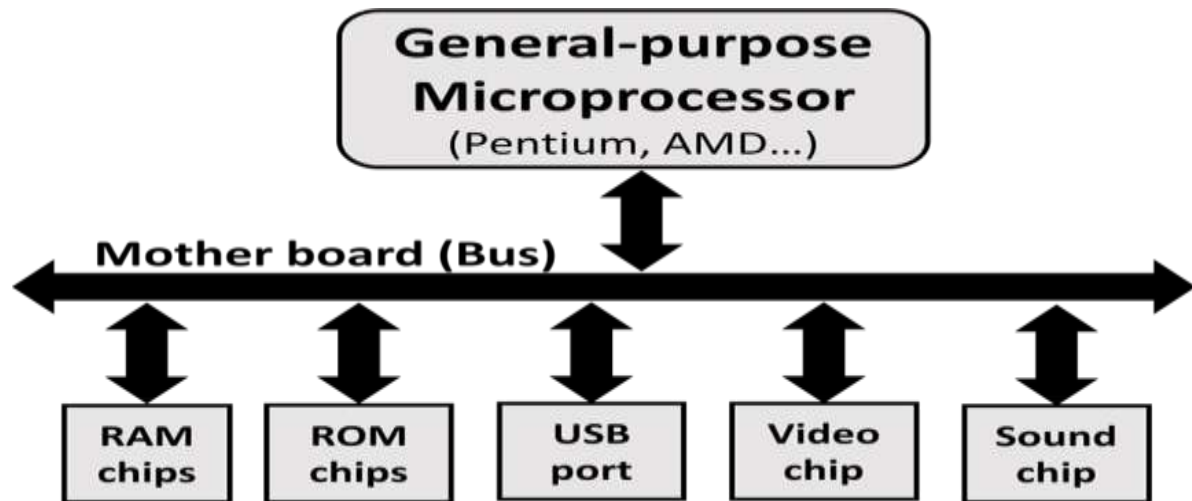 General-purpose
Microprocessor
(Pentium, AMD...)
Mother board (Bus)
RAM
chips
ROM
chips
USB
port
Video
chip
Sound
chip